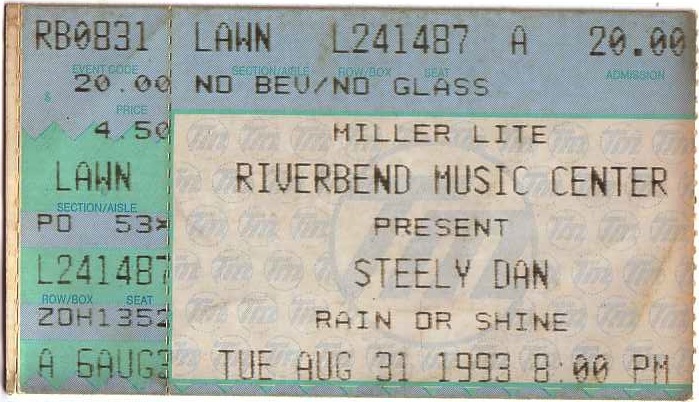 RB0831 LAWN L241487 A 20.00
EVENT CODE SECTION/AISLE ROW/BOX SEAT ADMISSION
$ 20.00 NO BEV/NO GLASS
PRICE
4.50 MILLER LITE
LAWN RIVERBEND MUSIC CENTER
SECTION/AISLE
PO 53* PRESENT
L241487 STEELY DAN
ROW/BOX SEAT
ZOH1352 RAIN OR SHINE
A 6AUG3 TUE AUG 31 1993 8:00 PM